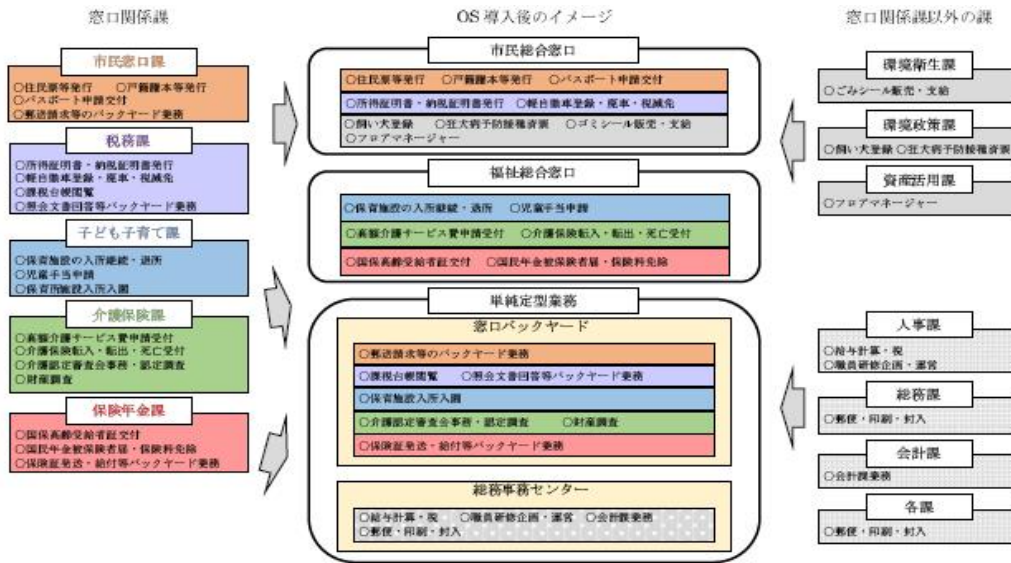 窓口関係課
市民窓口課
○住民票等発行　○戸籍謄本等発行
○パスポート申請交付
○郵送請求等のバックヤード業務
税務課
○所得証明書・納税証明書発行
○軽自動車登録・廃車・税減免
○課税台帳閲覧
○照会文書回答等バックヤード業務
子ども子育て課
○保育施設の入所継続・退所
○児童手当申請
○保育所施設入所入園
介護保険課
○高額介護サービス費申請受付
○介護保険転入・転出・死亡受付
○介護認定審査会事務・認定調査
○財産調査
保険年金課
○国保高齢受給者証交付
○国民年金被保険者届・保険料免除
○保険証発送・給付等バックヤード業務
OS導入後のイメージ
市民総合窓口
○住民票等発行　○戸籍謄本等発行　○パスポート申請交付
○所得証明書・納税証明書発行　○軽自動車登録・廃車・税減免
○飼い犬登録　○狂犬病予防接種済票　○ゴミシール販売・支給
○フロアマネージャー
福祉総合窓口
○保育施設の入所継続・退所　○児童手当申請
○高額介護サービス費申請受付　○介護保険転入・転出・死亡受付
○国保高齢受給者証交付　○国民年金被保険者届・保険料免除
単純定型業務
窓口バックヤード
○郵送請求等のバックヤード業務
○課税台帳閲覧　○照会文書回答等バックヤード業務
○保育施設入所入園
○介護認定審査会事務・認定調査　○財産調査
○保険証発送・給付等バックヤード業務
総務事務センター
○給与計算・税　○職員研修企画・運営　○会計課業務
○郵便・印刷・封入
窓口関係課以外の課
環境衛生課
○ごみシール販売・支給
環境政策課
○飼い犬登録 ○狂犬病予防接種済票
資産活用課
○フロアマネージャー
人事課
○給与計算・税
○職員研修企画・運営
総務課
○郵便・印刷・封入
会計課
○会計課業務
各課
○郵便・印刷・封入